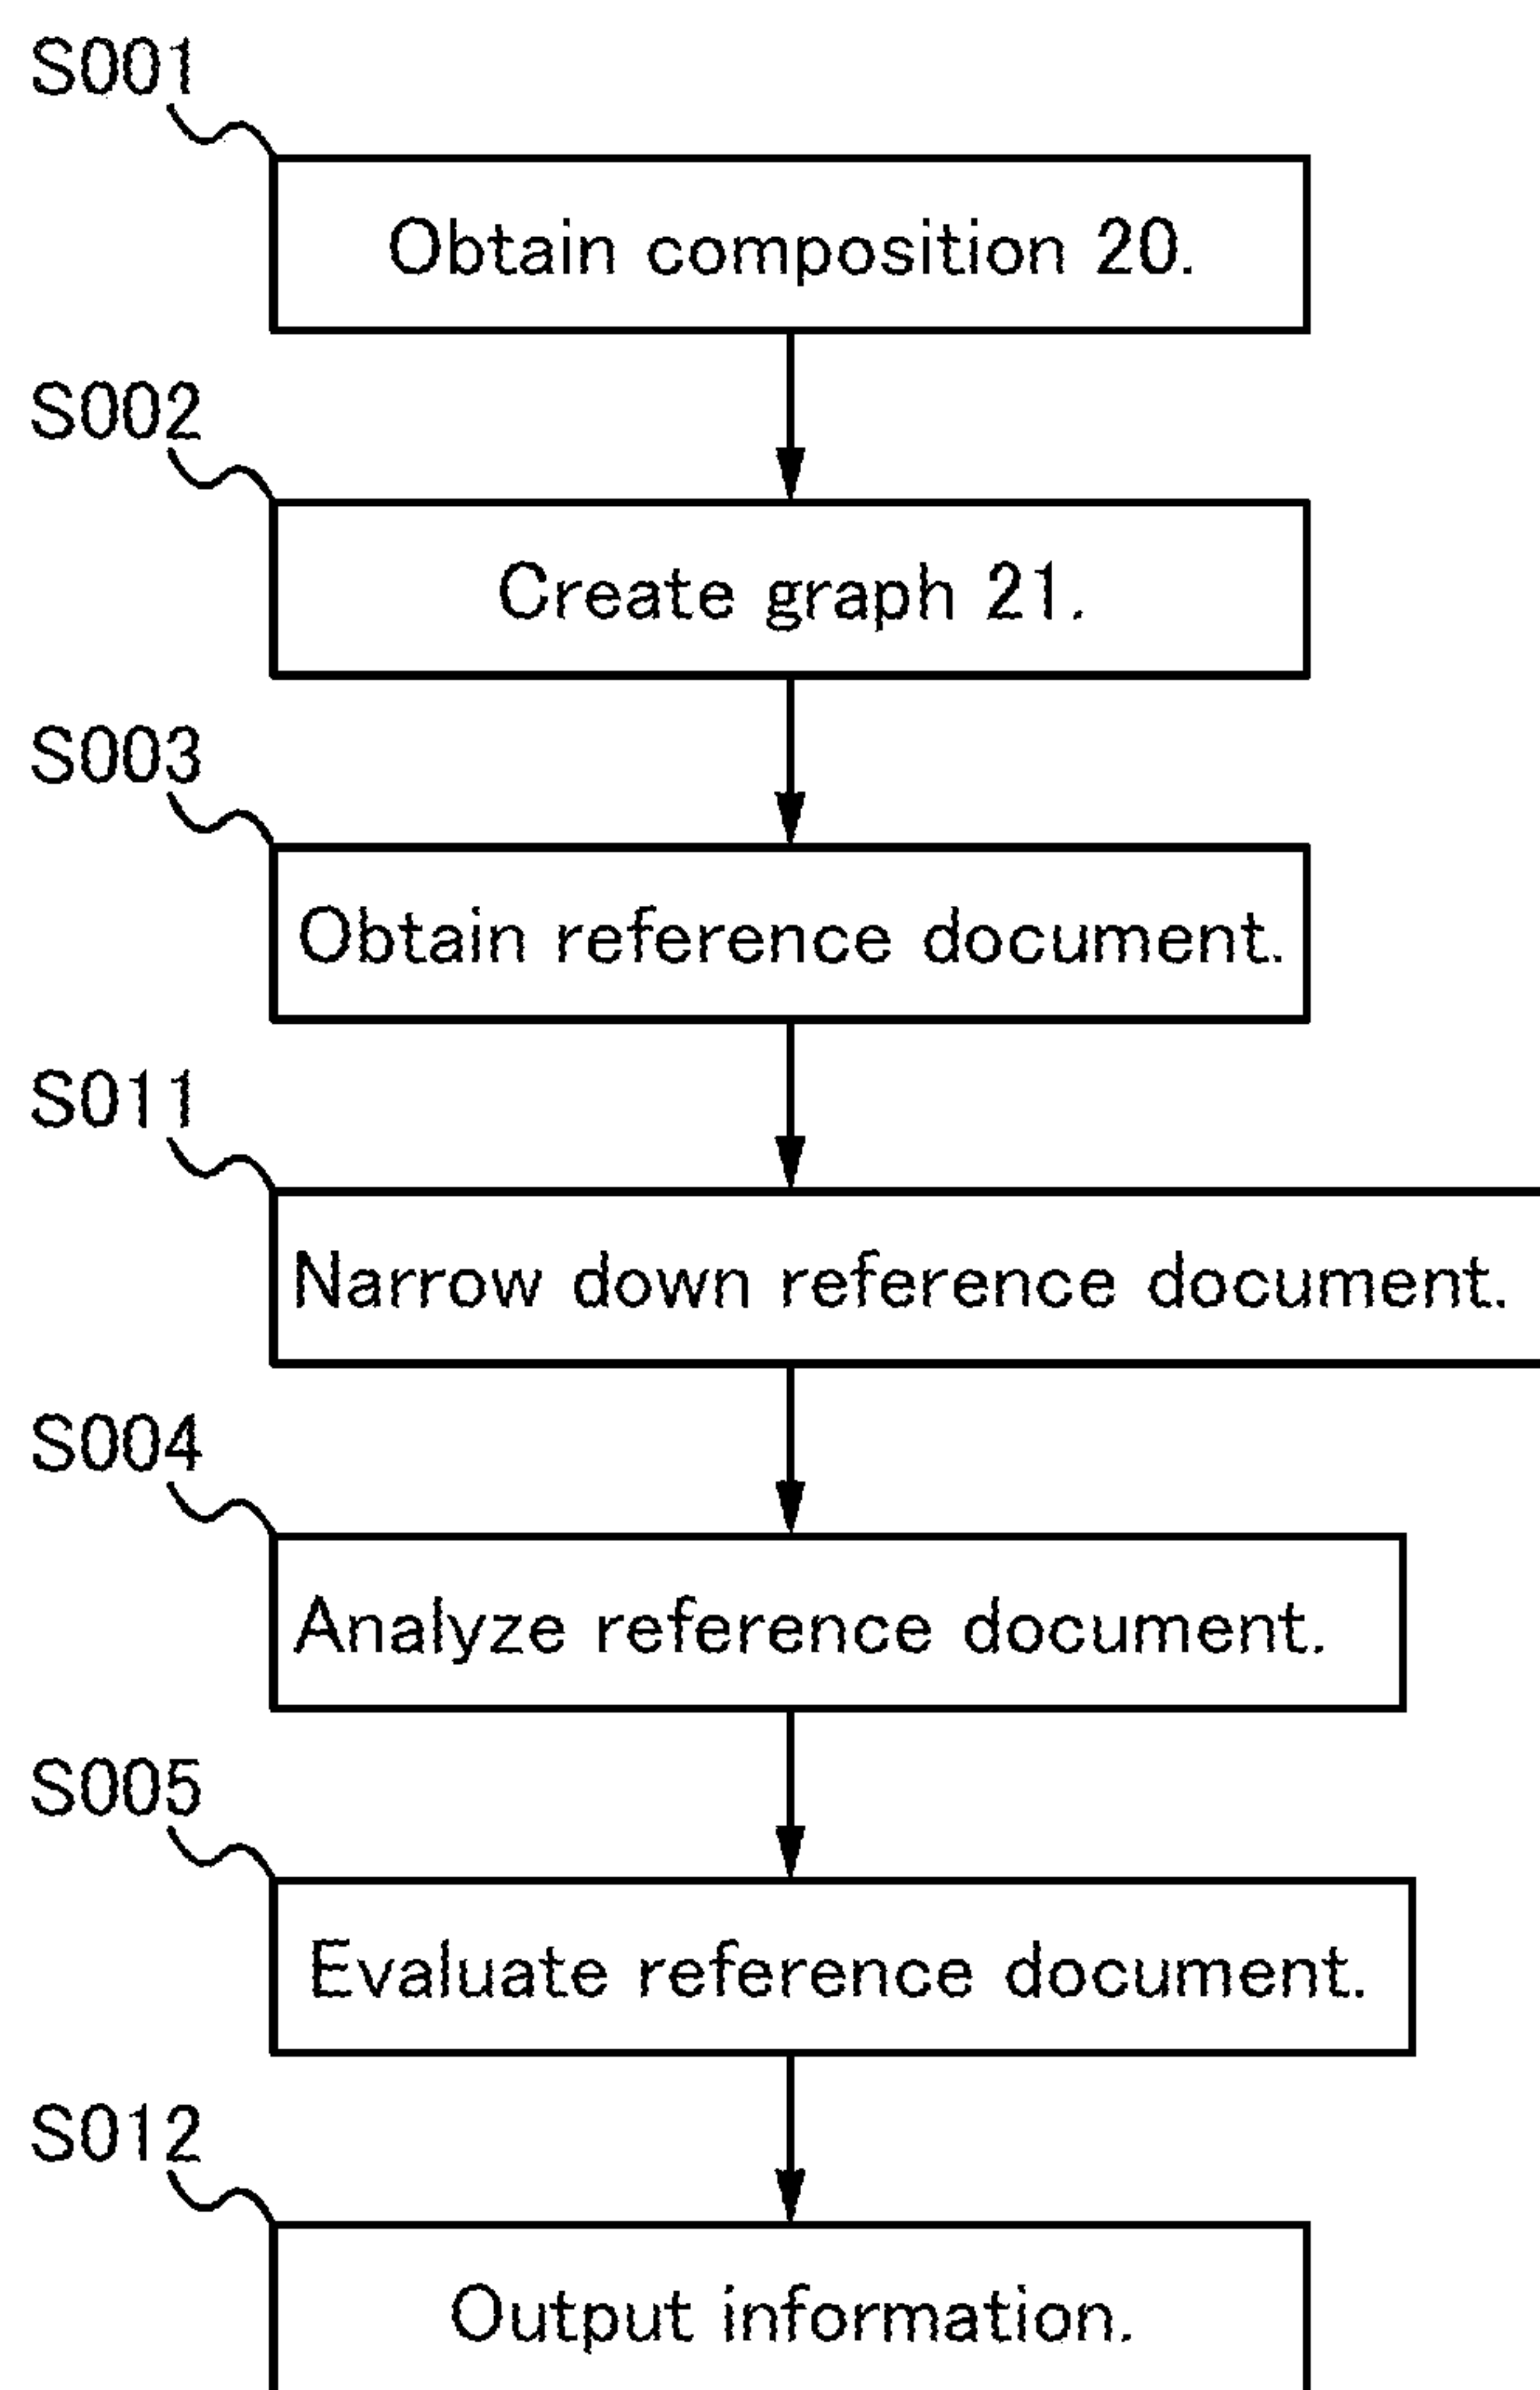 S001
Obtain composition 20.
S002
Create graph 21.
S003
Obtain reference document.
S011
Narrow down reference document.
S004
Analyze reference document.
S005
Evaluate reference document.
S012
Output information.